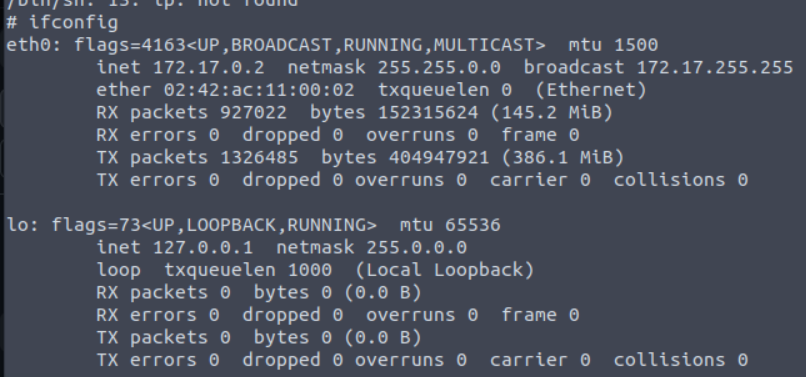 /bin/sh: 13: tp: not found
# ifconfig
eth0: flags=4163<UP,BROADCAST,RUNNING,MULTICAST>  mtu 1500
        inet 172.17.0.2  netmask 255.255.0.0  broadcast 172.17.255.255
        ether 02:42:ac:11:00:02  txqueuelen 0  (Ethernet)
        RX packets 927022  bytes 152315624 (145.2 MiB)
        RX errors 0  dropped 0  overruns 0  frame 0
        TX packets 1326485  bytes 404947921 (386.1 MiB)
        TX errors 0  dropped 0 overruns 0  carrier 0  collisions 0

lo: flags=73<UP,LOOPBACK,RUNNING>  mtu 65536
        inet 127.0.0.1  netmask 255.0.0.0
        loop  txqueuelen 1000  (Local Loopback)
        RX packets 0  bytes 0 (0.0 B)
        RX errors 0  dropped 0  overruns 0  frame 0
        TX packets 0  bytes 0 (0.0 B)
        TX errors 0  dropped 0 overruns 0  carrier 0  collisions 0